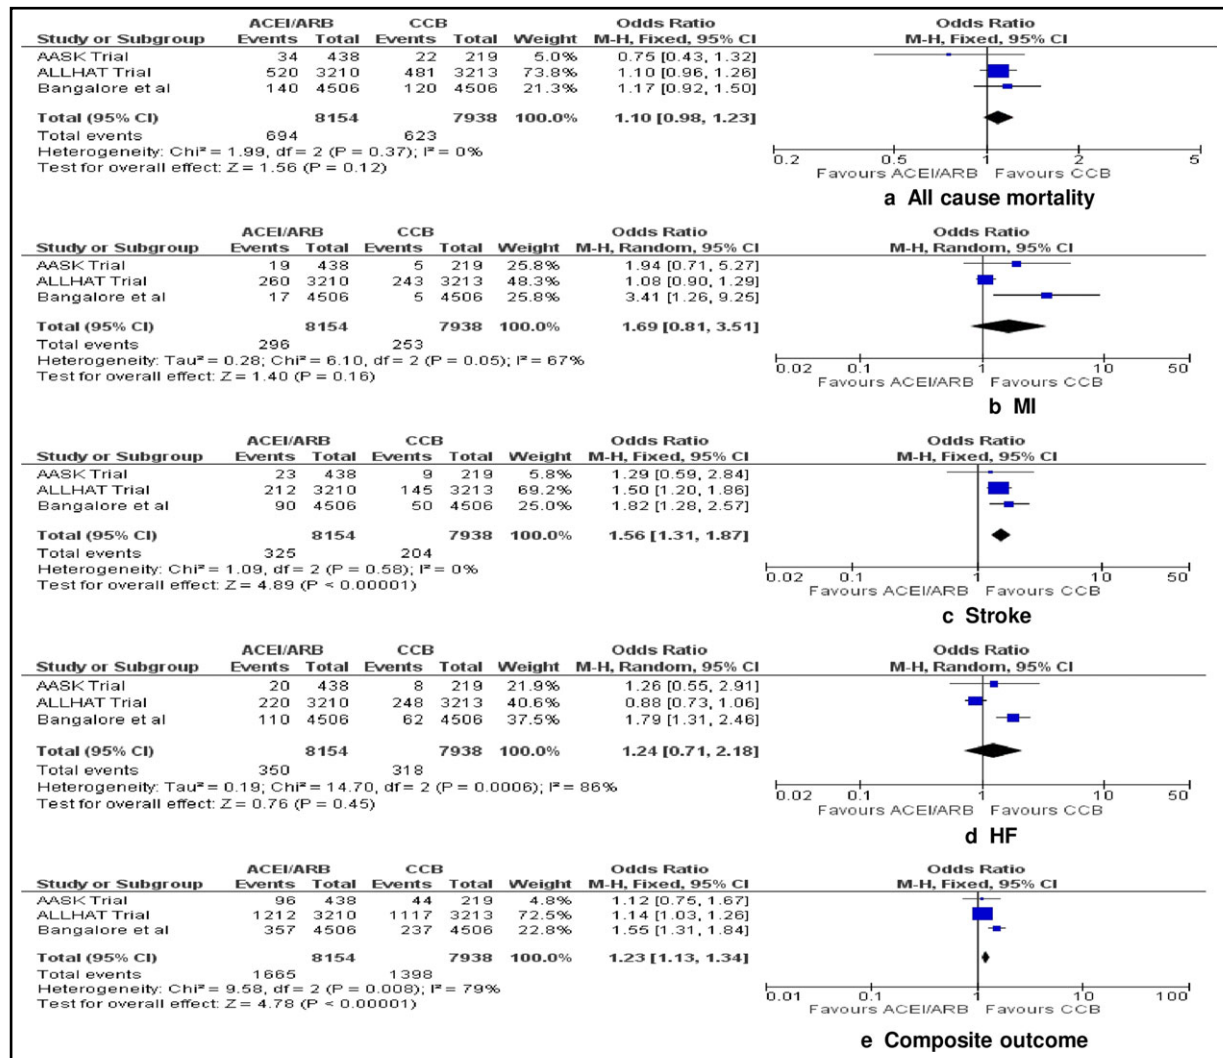 ACEI/ARB CCB Odds Ratio Odds Ratio
Study or Subgroup Events Total Events Total Weight M-H, Fixed, 95% CI M-H, Fixed, 95% CI
AASK Trial 34 438 22 219 5.0% 0.75 [0.43, 1.32]
ALLHAT Trial 520 3210 481 3213 73.8% 1.10 [0.96, 1.26]
Bangalore et al 140 4506 120 4506 21.3% 1.17 [0.92, 1.50]
Total (95% CI) 8154 7938 100.0% 1.10 [0.98, 1.23]
Total events 694 623
Heterogeneity: Chi² = 1.99, df = 2 (P = 0.37); I² = 0%
Test for overall effect: Z = 1.56 (P = 0.12)
0.2 0.5 1 2 5
Favours ACEI/ARB Favours CCB
a All cause mortality
ACEI/ARB CCB Odds Ratio Odds Ratio
Study or Subgroup Events Total Events Total Weight M-H, Random, 95% CI M-H, Random, 95% CI
AASK Trial 19 438 5 219 25.8% 1.94 [0.71, 5.27]
ALLHAT Trial 260 3210 243 3213 48.3% 1.08 [0.90, 1.29]
Bangalore et al 17 4506 5 4506 25.8% 3.41 [1.26, 9.25]
Total (95% CI) 8154 7938 100.0% 1.69 [0.81, 3.51]
Total events 296 253
Heterogeneity: Tau² = 0.28; Chi² = 6.10, df = 2 (P = 0.05); I² = 67%
Test for overall effect: Z = 1.40 (P = 0.16)
0.02 0.1 1 10 50
Favours ACEI/ARB Favours CCB
b MI
ACEI/ARB CCB Odds Ratio Odds Ratio
Study or Subgroup Events Total Events Total Weight M-H, Fixed, 95% CI M-H, Fixed, 95% CI
AASK Trial 23 438 9 219 5.8% 1.29 [0.59, 2.84]
ALLHAT Trial 212 3210 145 3213 69.2% 1.50 [1.20, 1.86]
Bangalore et al 90 4506 50 4506 25.0% 1.82 [1.28, 2.57]
Total (95% CI) 8154 7938 100.0% 1.56 [1.31, 1.87]
Total events 325 204
Heterogeneity: Chi² = 1.09, df = 2 (P = 0.58); I² = 0%
Test for overall effect: Z = 4.89 (P < 0.00001)
0.02 0.1 1 10 50
Favours ACEI/ARB Favours CCB
c Stroke
ACEI/ARB CCB Odds Ratio Odds Ratio
Study or Subgroup Events Total Events Total Weight M-H, Random, 95% CI M-H, Random, 95% CI
AASK Trial 20 438 8 219 21.9% 1.26 [0.55, 2.91]
ALLHAT Trial 220 3210 248 3213 40.6% 0.88 [0.73, 1.06]
Bangalore et al 110 4506 62 4506 37.5% 1.79 [1.31, 2.46]
Total (95% CI) 8154 7938 100.0% 1.24 [0.71, 2.18]
Total events 350 318
Heterogeneity: Tau² = 0.19; Chi² = 14.70, df = 2 (P = 0.0006); I² = 86%
Test for overall effect: Z = 0.76 (P = 0.45)
0.02 0.1 1 10 50
Favours ACEI/ARB Favours CCB
d HF
ACEI/ARB CCB Odds Ratio Odds Ratio
Study or Subgroup Events Total Events Total Weight M-H, Fixed, 95% CI M-H, Fixed, 95% CI
AASK Trial 96 438 44 219 4.8% 1.12 [0.75, 1.67]
ALLHAT Trial 1212 3210 1117 3213 72.5% 1.14 [1.03, 1.26]
Bangalore et al 357 4506 237 4506 22.8% 1.55 [1.31, 1.84]
Total (95% CI) 8154 7938 100.0% 1.23 [1.13, 1.34]
Total events 1665 1398
Heterogeneity: Chi² = 9.58, df = 2 (P = 0.008); I² = 79%
Test for overall effect: Z = 4.78 (P < 0.00001)
0.01 0.1 1 10 100
Favours ACEI/ARB Favours CCB
e Composite outcome